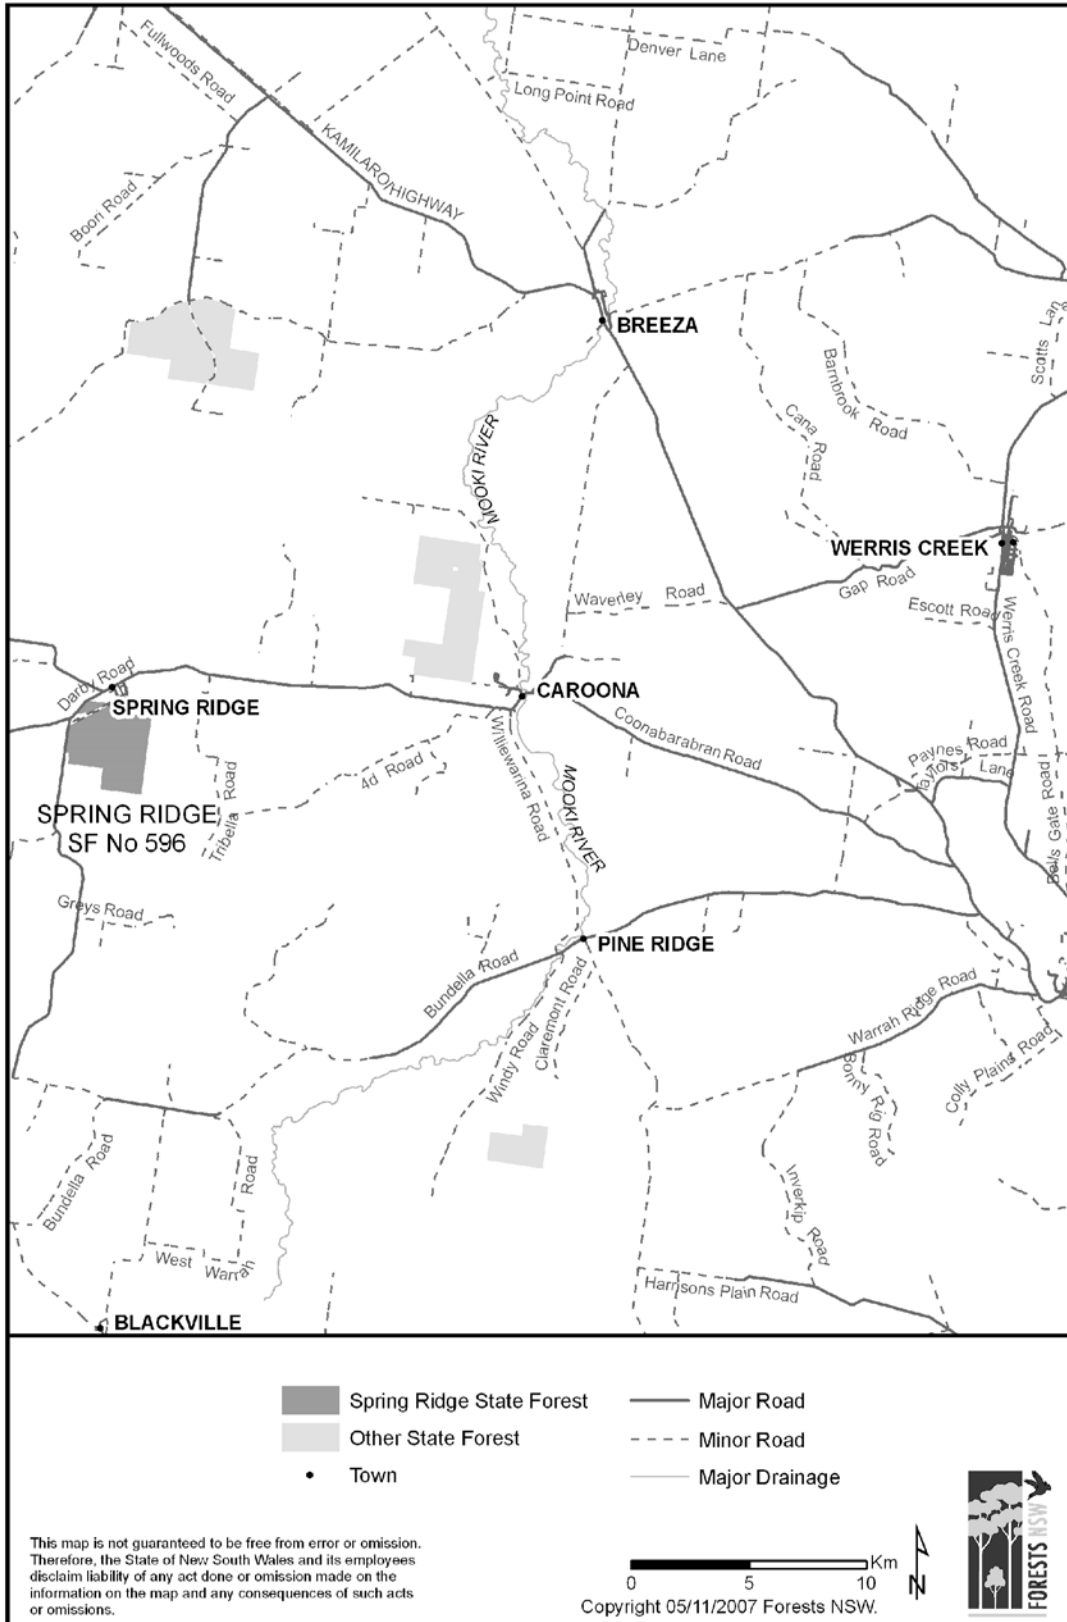 Fullwoods Road
Denver Lane
Long Point Road
KAMILAROI HIGHWAY
Boori Road
BREEZA
Scotts Lane
Barnbrook Road
Cana Road
MOOKI RIVER
WERRIS CREEK
Gap Road
Waverley Road
Escott Road
Werris Creek Road
Darby Road
SPRING RIDGE
CAROONA
Coonabarabran Road
Williewarina Road
4d Road
Tribella Road
Paynes Road
Taylors Lane
Bells Gate Road
SPRING RIDGE
SF No 596
MOOKI RIVER
Greys Road
PINE RIDGE
Bundella Road
Claremont Road
Windy Road
Warrah Ridge Road
Colly Plains Road
Bonny Rig Road
Bundella Road
Road
West Warrah
Inverkip Road
Harrisons Plain Road
BLACKVILLE
Spring Ridge State Forest
Other State Forest
Town
Major Road
Minor Road
Major Drainage
This map is not guaranteed to be free from error or omission.
Therefore, the State of New South Wales and its employees
disclaim liability of any act done or omission made on the
information on the map and any consequences of such acts
or omissions.
Km
0 5 10
Copyright 05/11/2007 Forests NSW.
N
FORESTS NSW